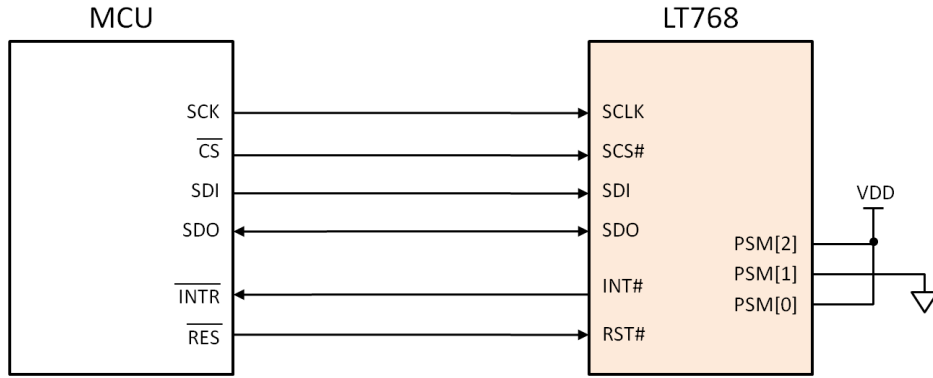 MCU
LT768
SCK
SCLK
CS
SCS#
SDI
SDI
SDO
SDO
VDD
PSM[2]
PSM[1]
PSM[0]
INTR
INT#
RES
RST#